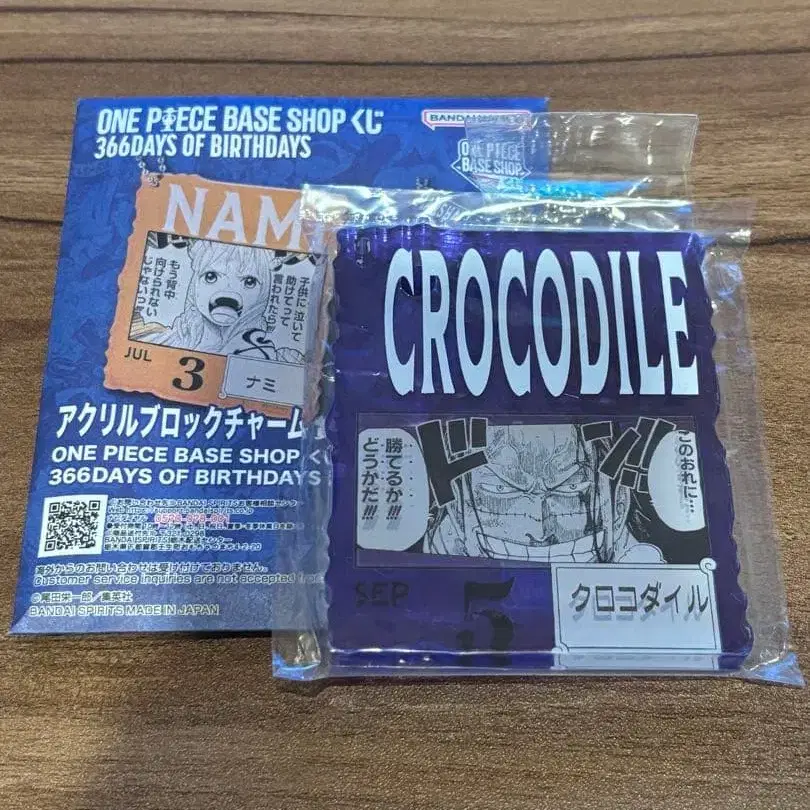 ONE PIECE BASE SHOP くじ
366DAYS OF BIRTHDAYS
BANDAI
ONE PIECE
BASE SHOP
NAM
子供に泣いて
助けてって
言われたら!!!
もう背中
向けられない
じゃないっ!!!
JUL
3
ナミ
アクリルブロックチャーム
ONE PIECE BASE SHOP く
366DAYS OF BIRTHDAYS
海外からのお問い合わせは受け付けておりません。
Customer service inquiries are not accepted from
©尾田栄一郎/集英社
BANDAI SPIRITS MADE IN JAPAN
CROCODILE
このおれに…
ドン!!
勝てるか!!!
どうかだ!!!
SEP
5
クロコダイル